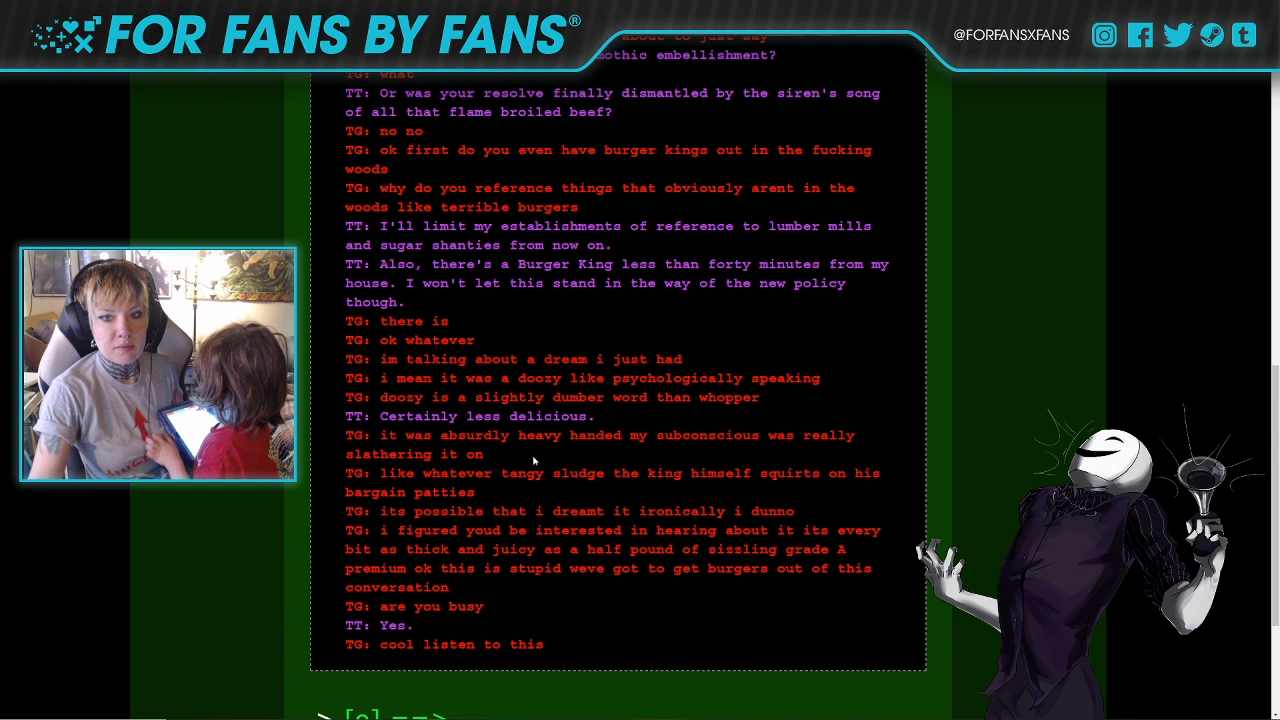 FOR FANS BY FANS®
@FORFANSXFANS
about to just say
mothic embellishment?
TG: what
TT: Or was your resolve finally dismantled by the siren's song
of all that flame broiled beef?
TG: no no
TG: ok first do you even have burger kings out in the fucking
woods
TG: why do you reference things that obviously arent in the
woods like terrible burgers
TT: I'll limit my establishments of reference to lumber mills
and sugar shanties from now on.
TT: Also, there's a Burger King less than forty minutes from my
house. I won't let this stand in the way of the new policy
though.
TG: there is
TG: ok whatever
TG: im talking about a dream i just had
TG: i mean it was a doozy like psychologically speaking
TG: doozy is a slightly dumber word than whopper
TT: Certainly less delicious.
TG: it was absurdly heavy handed my subconscious was really
slathering it on
TG: like whatever tangy sludge the king himself squirts on his
bargain patties
TG: its possible that i dreamt it ironically i dunno
TG: i figured youd be interested in hearing about it its every
bit as thick and juicy as a half pound of sizzling grade A
premium ok this is stupid weve got to get burgers out of this
conversation
TG: are you busy
TT: Yes.
TG: cool listen to this
> [o] ==>